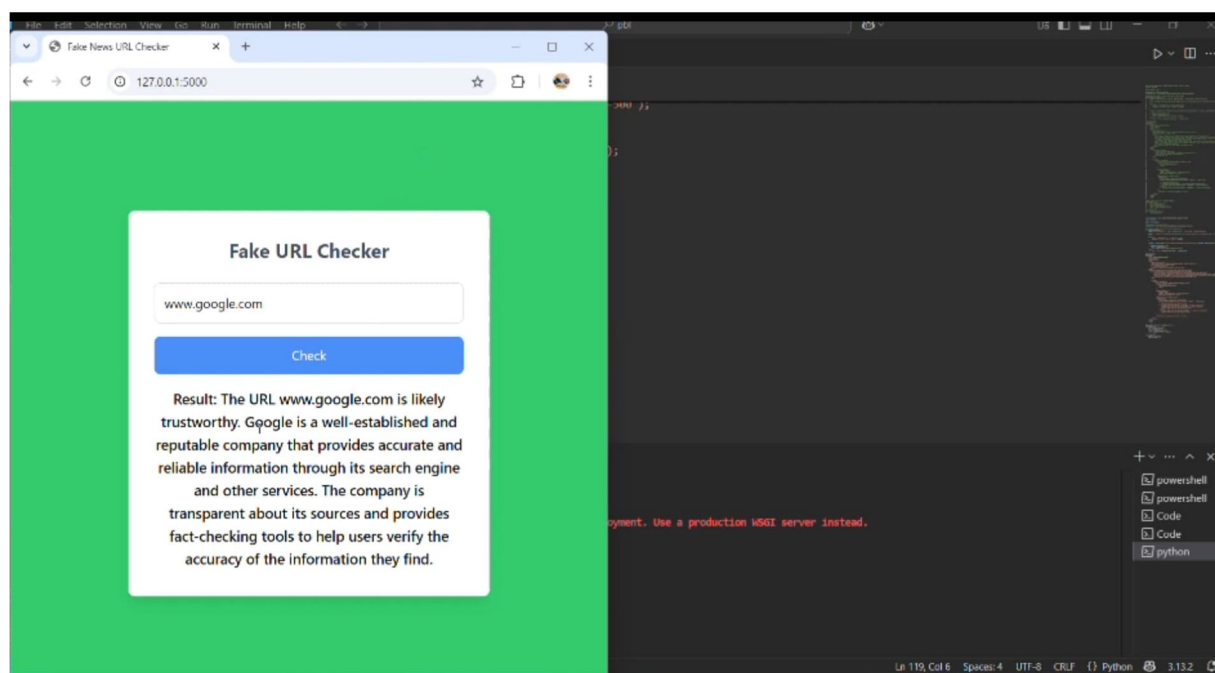 File Edit Selection View Go Run Terminal Help
pbl
Fake News URL Checker
127.0.0.1:5000
-500");
);
Fake URL Checker
www.google.com
Check
Result: The URL www.google.com is likely
trustworthy. Google is a well-established and
reputable company that provides accurate and
reliable information through its search engine
and other services. The company is
transparent about its sources and provides
fact-checking tools to help users verify the
accuracy of the information they find.
oyment. Use a production WSGI server instead.
powershell
powershell
Code
Code
python
Ln 119, Col 6 Spaces: 4 UTF-8 CRLF {} Python 3.13.2